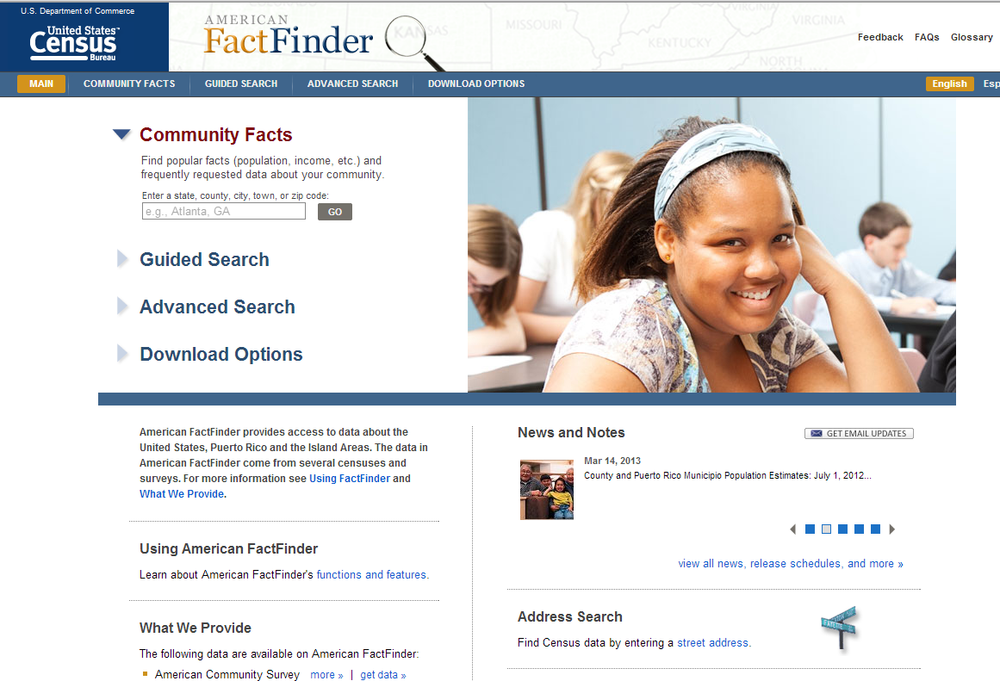 U.S. Department of Commerce
United States™
Census
Bureau
AMERICAN
FactFinder
COLORADO
KANSAS
MISSOURI
KENTUCKY
VIRGINIA
VIRGINIA
NORTH
CAROLINA
Feedback FAQs Glossary
MAIN COMMUNITY FACTS GUIDED SEARCH ADVANCED SEARCH DOWNLOAD OPTIONS English Esp
Community Facts
Find popular facts (population, income, etc.) and
frequently requested data about your community.
Enter a state, county, city, town, or zip code:
e.g., Atlanta, GA GO
Guided Search
Advanced Search
Download Options
American FactFinder provides access to data about the
United States, Puerto Rico and the Island Areas. The data in
American FactFinder come from several censuses and
surveys. For more information see Using FactFinder and
What We Provide.
Using American FactFinder
Learn about American FactFinder's functions and features.
What We Provide
The following data are available on American FactFinder:
American Community Survey more » | get data »
News and Notes GET EMAIL UPDATES
Mar 14, 2013
County and Puerto Rico Municipio Population Estimates: July 1, 2012...
view all news, release schedules, and more »
Address Search
Find Census data by entering a street address.